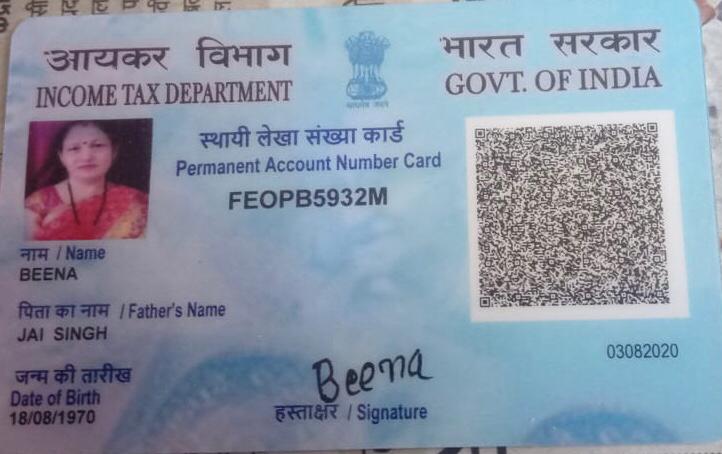 आयकर विभाग
INCOME TAX DEPARTMENT
भारत सरकार
GOVT. OF INDIA
स्थायी लेखा संख्या कार्ड
Permanent Account Number Card
FEOPB5932M
नाम / Name
BEENA
पिता का नाम / Father's Name
JAI SINGH
जन्म की तारीख
Date of Birth
18/08/1970
Beena
हस्ताक्षर / Signature
03082020